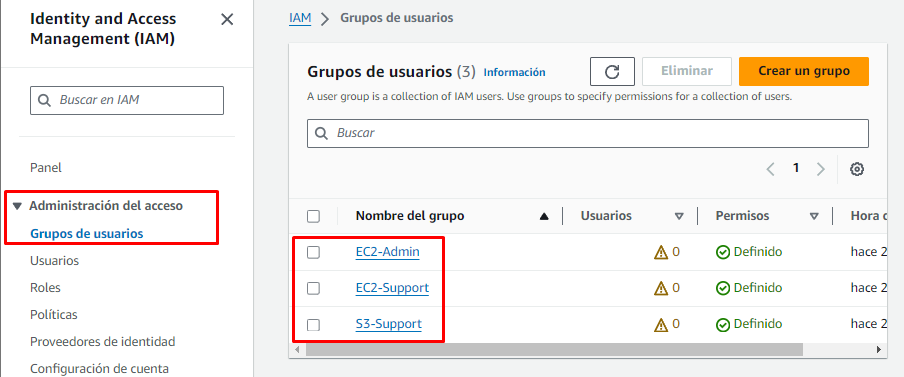 Identity and Access
Management (IAM)
Buscar en IAM
Panel
Administración del acceso
Grupos de usuarios
Usuarios
Roles
Políticas
Proveedores de identidad
Configuración de cuenta
IAM > Grupos de usuarios
Grupos de usuarios (3) Información
Eliminar
Crear un grupo
A user group is a collection of IAM users. Use groups to specify permissions for a collection of users.
Buscar
1
Nombre del grupo Usuarios Permisos Hora c
EC2-Admin 0 Definido hace 2
EC2-Support 0 Definido hace 2
S3-Support 0 Definido hace 2